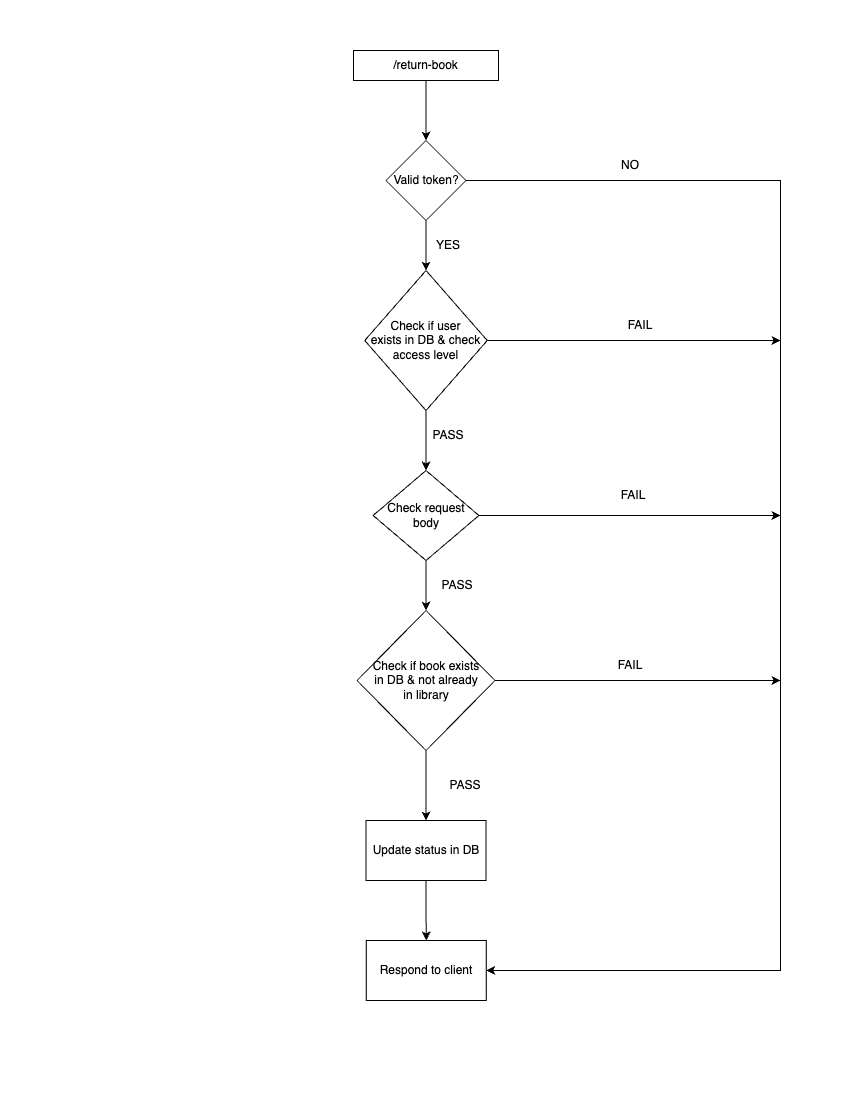 /return-book
Valid token?
NO
YES
Check if user
exists in DB & check
access level
FAIL
PASS
Check request
body
FAIL
PASS
Check if book exists
in DB & not already
in library
FAIL
PASS
Update status in DB
Respond to client